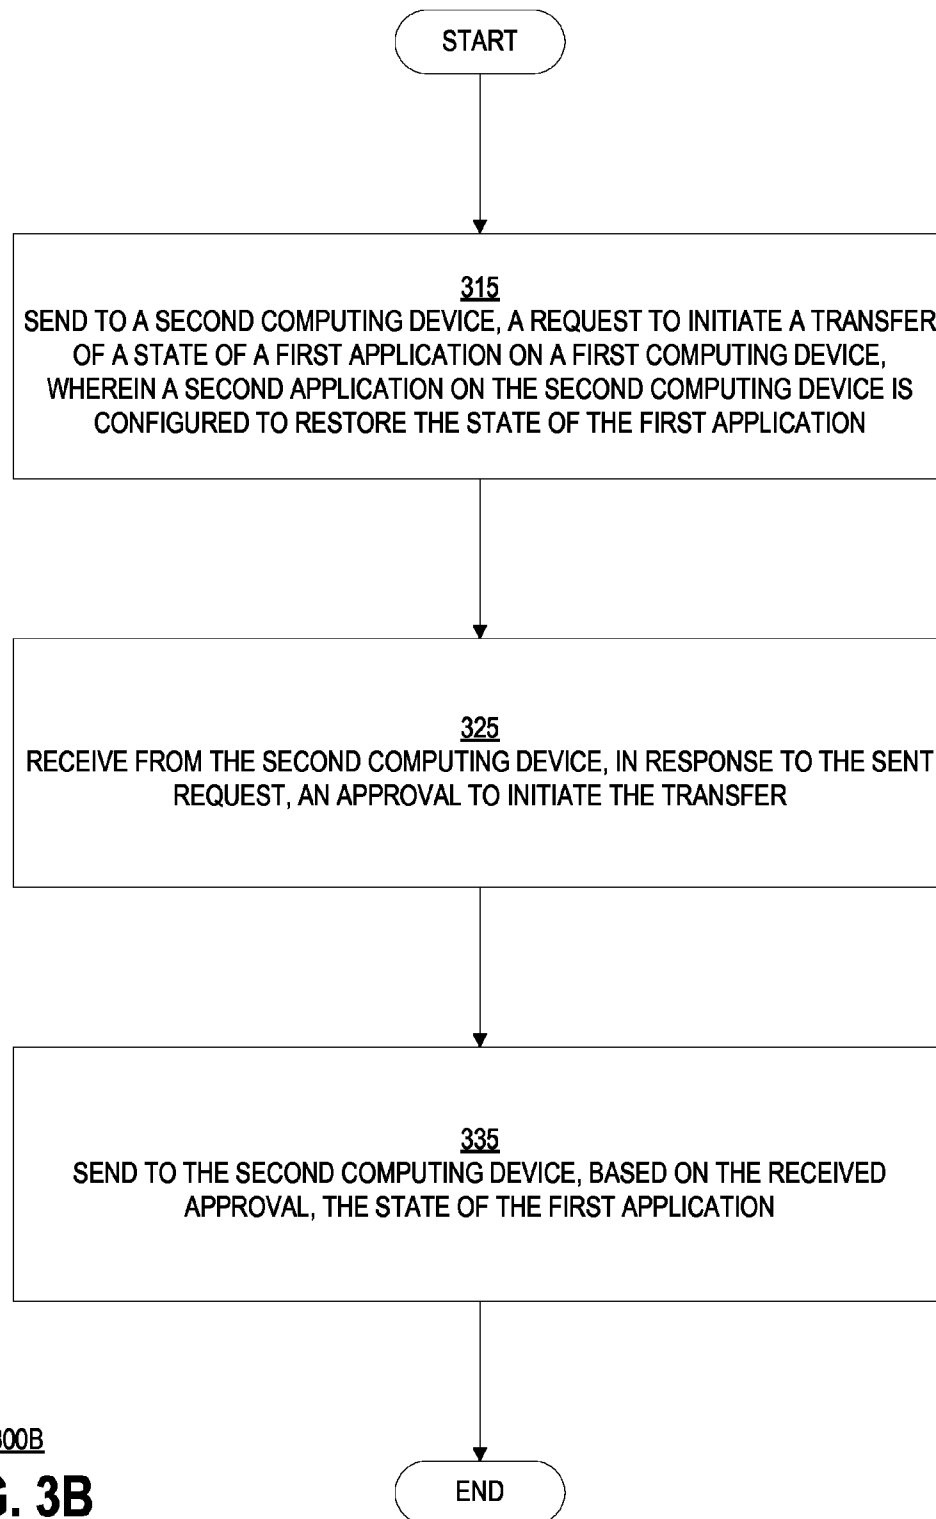 START
315
SEND TO A SECOND COMPUTING DEVICE, A REQUEST TO INITIATE A TRANSFER
OF A STATE OF A FIRST APPLICATION ON A FIRST COMPUTING DEVICE,
WHEREIN A SECOND APPLICATION ON THE SECOND COMPUTING DEVICE IS
CONFIGURED TO RESTORE THE STATE OF THE FIRST APPLICATION
325
RECEIVE FROM THE SECOND COMPUTING DEVICE, IN RESPONSE TO THE SENT
REQUEST, AN APPROVAL TO INITIATE THE TRANSFER
335
SEND TO THE SECOND COMPUTING DEVICE, BASED ON THE RECEIVED
APPROVAL, THE STATE OF THE FIRST APPLICATION
00B
G. 3B
END